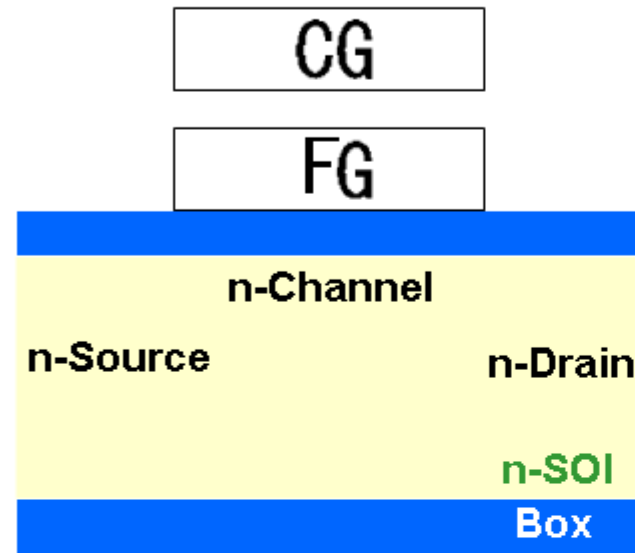 CG
FG
n-Channel
n-Source
n-Drain
n-SOI
Box